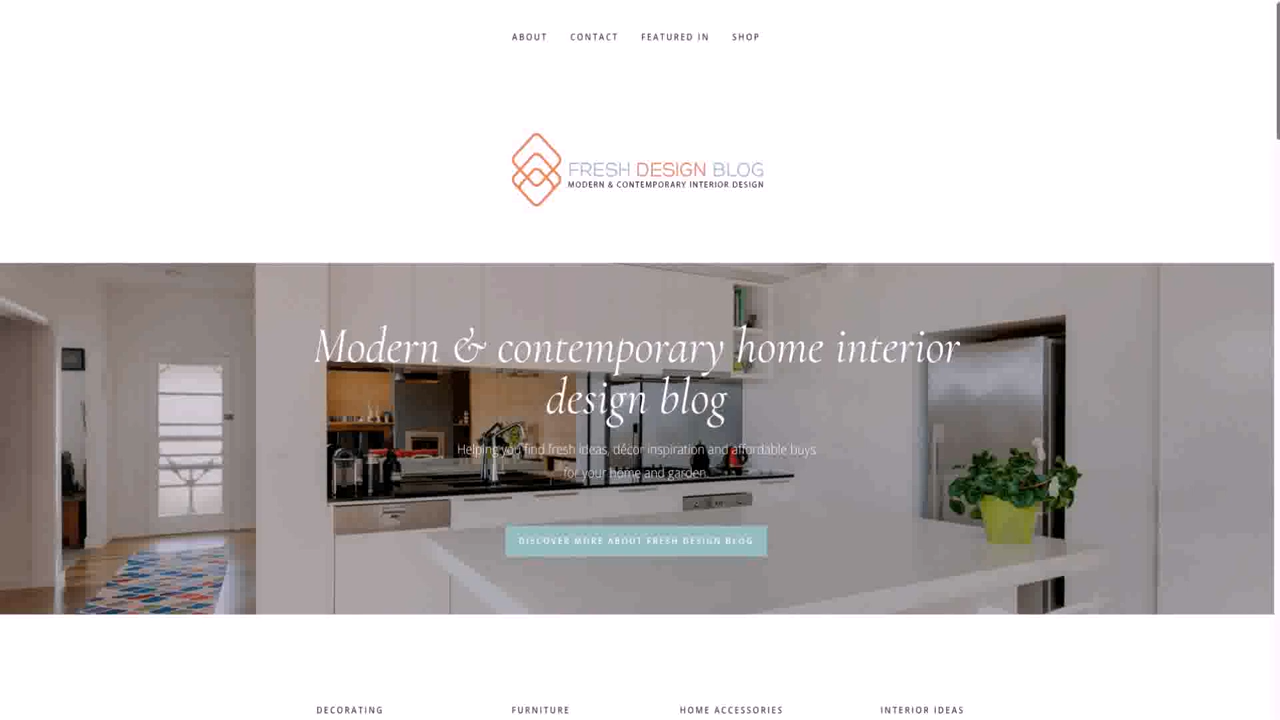 ABOUT CONTACT FEATURED IN SHOP
FRESH DESIGN BLOG
MODERN & CONTEMPORARY INTERIOR DESIGN
Modern & contemporary home interior
design blog
Helping you find fresh ideas, décor inspiration and affordable buys
for your home and garden
DISCOVER MORE ABOUT FRESH DESIGN BLOG
DECORATING FURNITURE HOME ACCESSORIES INTERIOR IDEAS